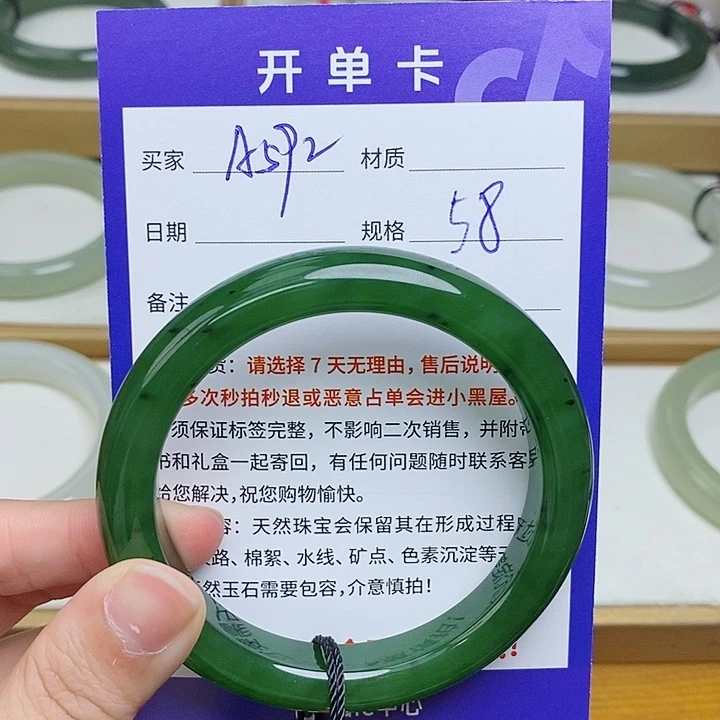 开单卡
买家 A592 材质
日期 规格 58
备注
货：请选择7天无理由，售后说明
多次秒拍秒退或恶意占单会进小黑屋。
须保证标签完整，不影响二次销售，并附
书和礼盒一起寄回，有任何问题随时联系客
给您解决，祝您购物愉快。
容：天然珠宝会保留其在形成过程
纹路、棉絮、水线、矿点、色素沉淀等
然玉石需要包容，介意慎拍！
中心